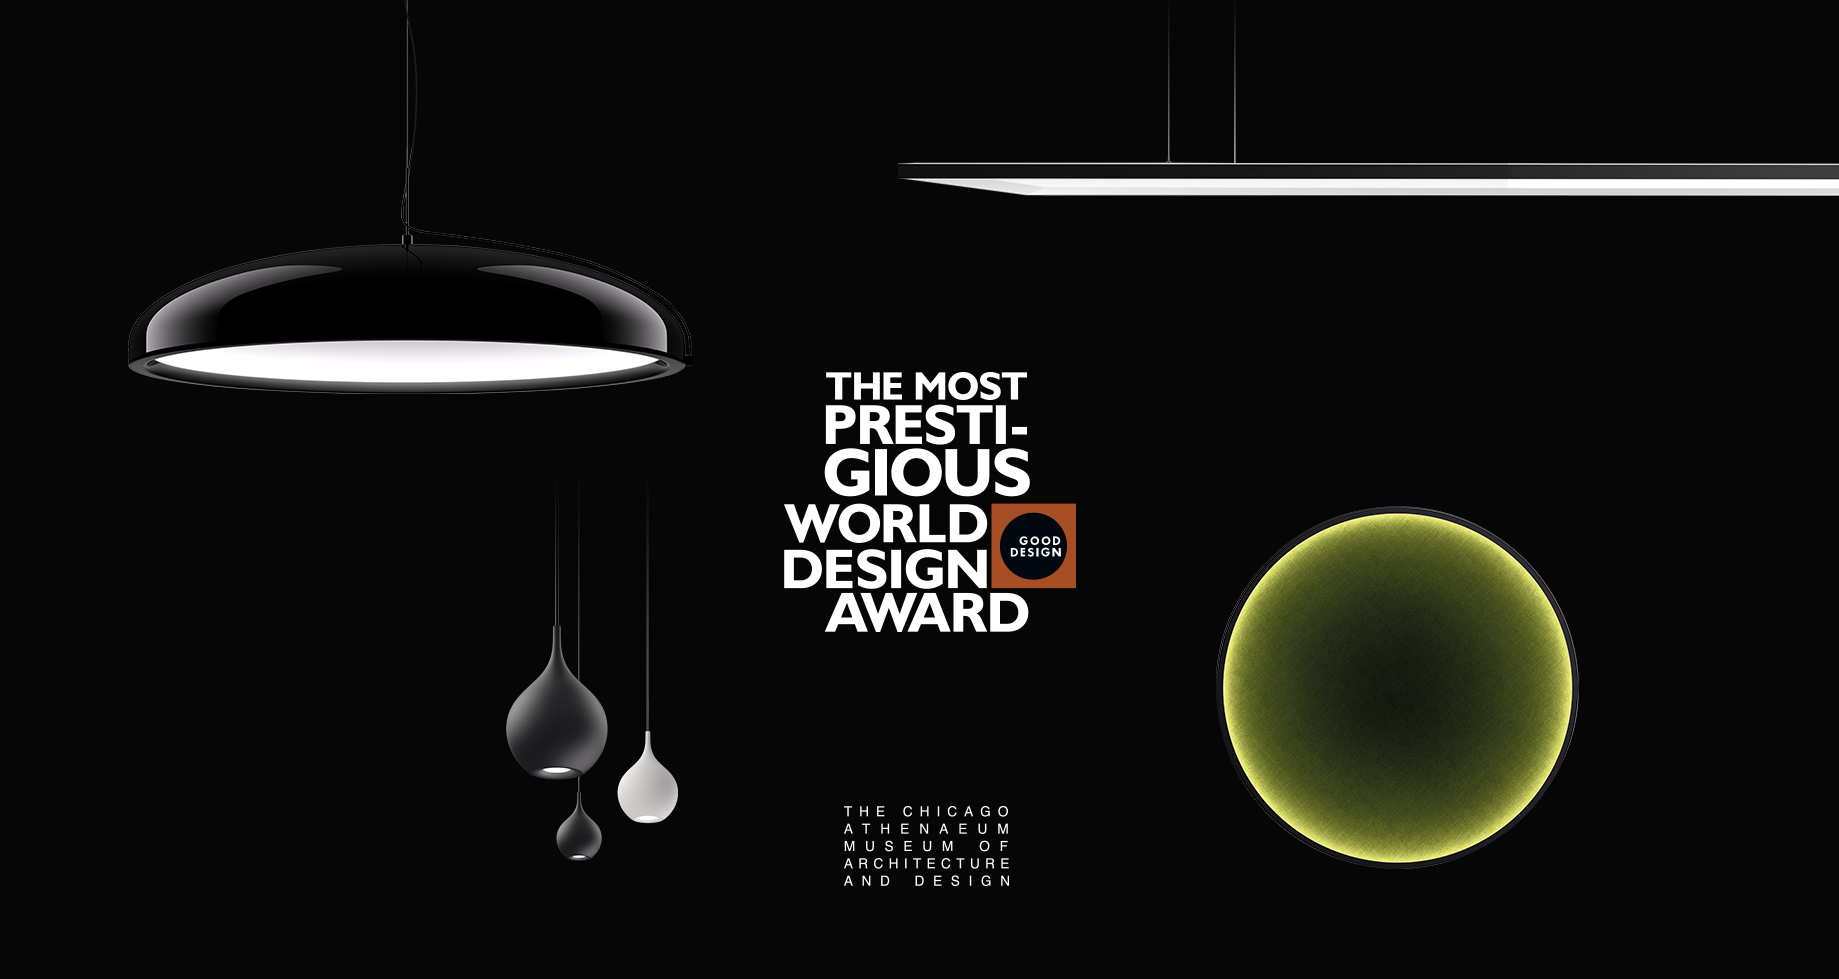 THE MOST
PRESTI-
GIOUS
WORLD
DESIGN
AWARD
GOOD
DESIGN
THE CHICAGO
ATHENAEUM
MUSEUM OF
ARCHITECTURE
AND DESIGN